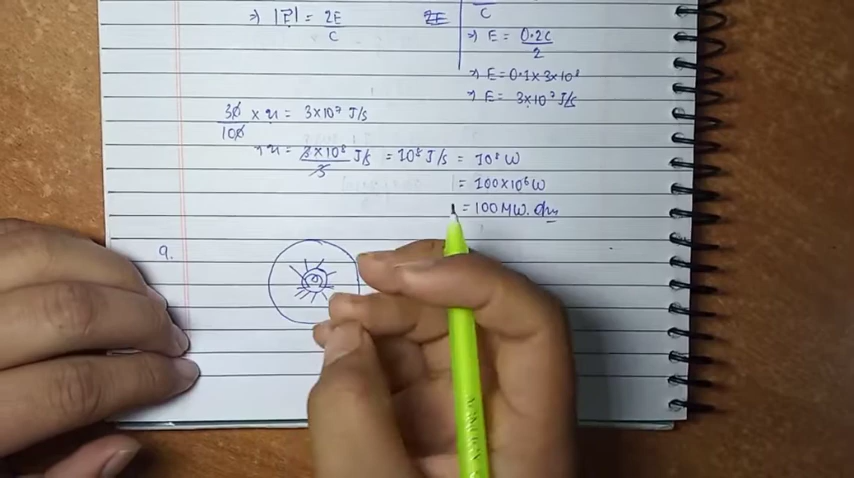 ⇒ |P⃗| = 2E/C
2E
C
⇒ E = 0.2C/2
⇒ E = 0.1 × 3 × 10⁸
⇒ E = 3 × 10⁷ J/s
30/100 × u = 3 × 10⁷ J/s
u = 3 × 10⁸/3 J/s = 10⁸ J/s = 10⁸ W
= 100 × 10⁶ W
= 100 MW.
9.